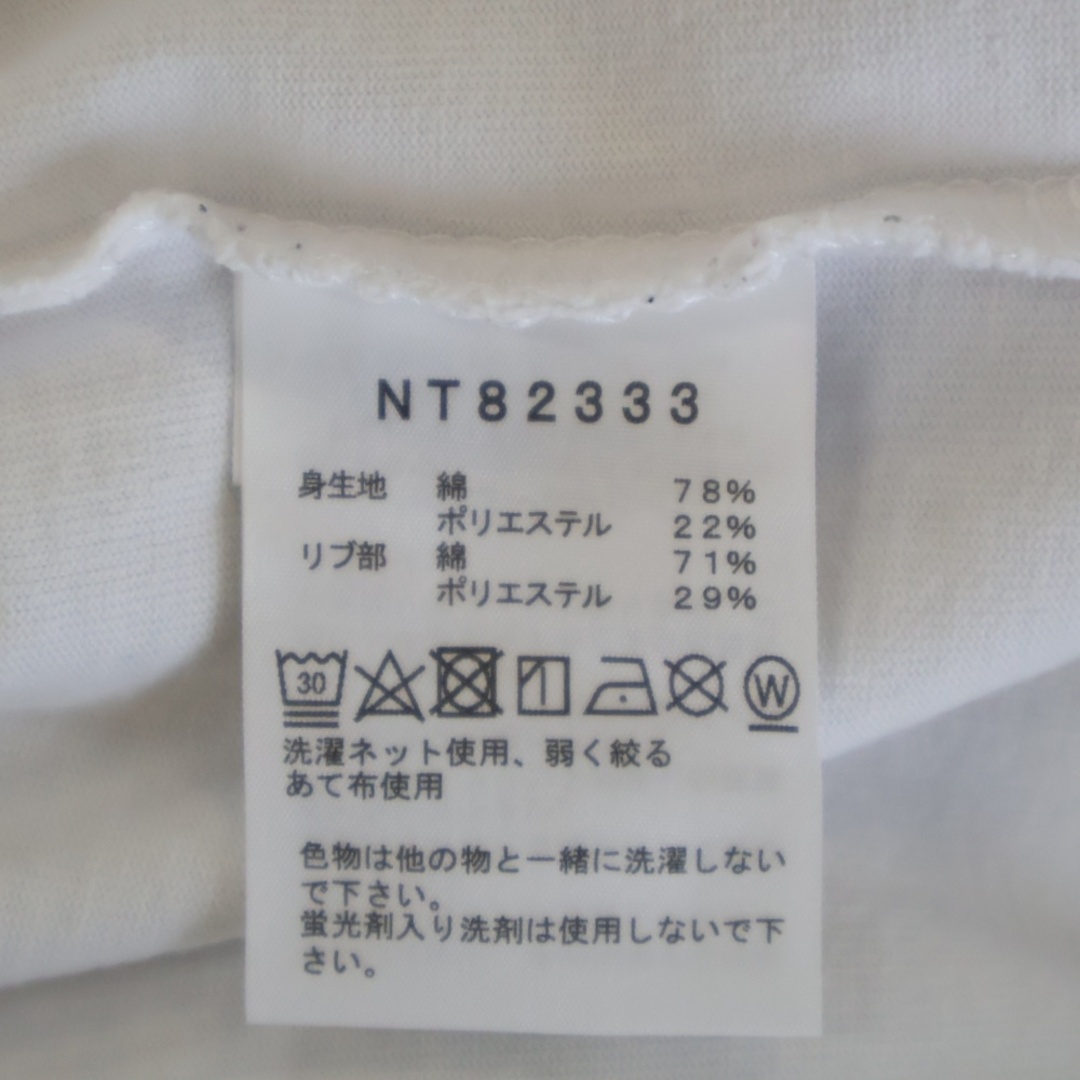 NT82333
身生地 綿 78%
ポリエステル 22%
リブ部 綿 71%
ポリエステル 29%
30 W
洗濯ネット使用、弱く絞る
あて布使用
色物は他の物と一緒に洗濯しない
で下さい。
蛍光剤入り洗剤は使用しないで下
さい。